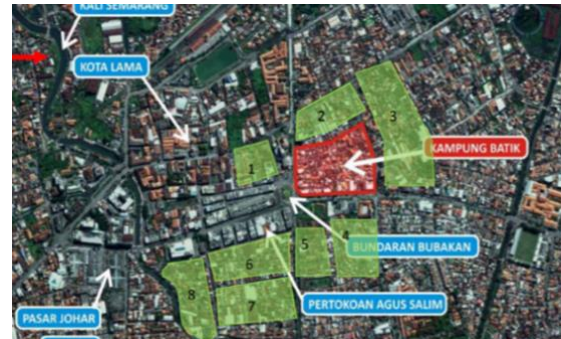 KALI SEMARANG
KOTA LAMA
2
3
1
KAMPUNG BATIK
BUNDARAN BUBAKAN
5
4
6
8
7
PERTOKOAN AGUS SALIM
PASAR JOHAR